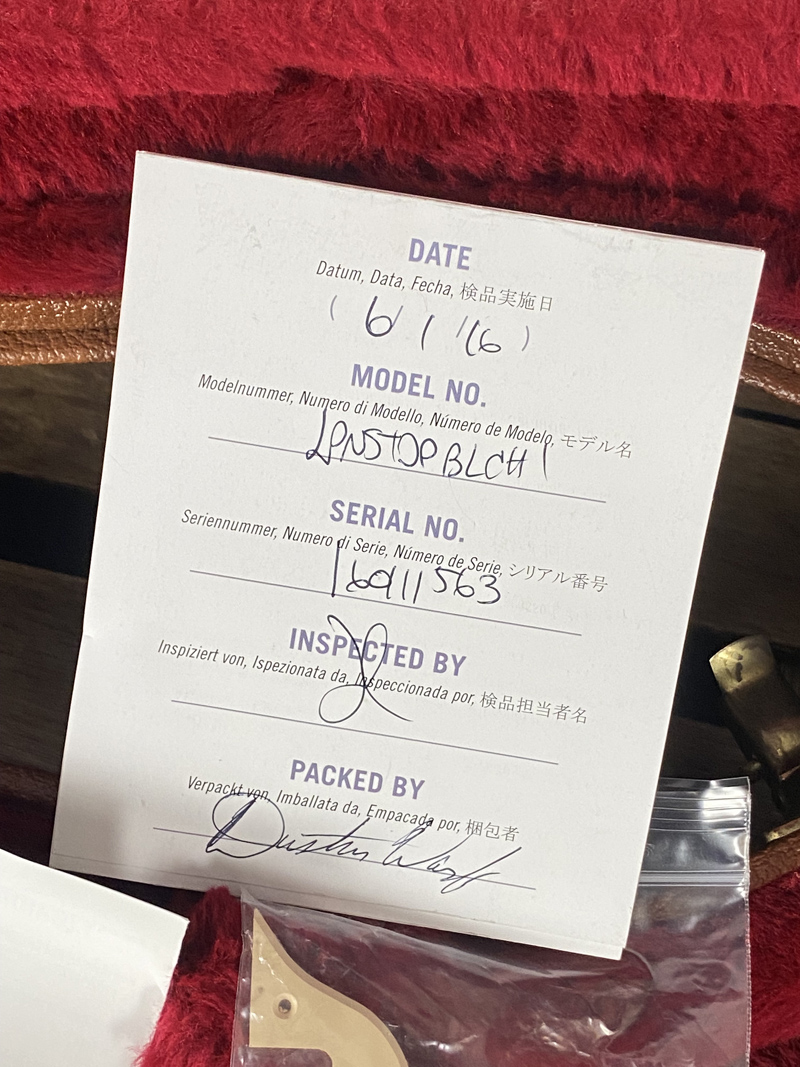 DATE
Datum, Data, Fecha, 検品実施日
( 6 / 1 / 16 )
MODEL NO.
Modelnummer, Numero di Modello, Número de Modelo, モデル名
LPNSTDPBLCH1
SERIAL NO.
Seriennummer, Numero di Serie, Número de Serie, シリアル番号
16911563
INSPECTED BY
Inspiziert von, Ispezionata da, Inspeccionada por, 検品担当者名
PACKED BY
Verpackt von, Imballata da, Empacada por, 梱包者
Dustin